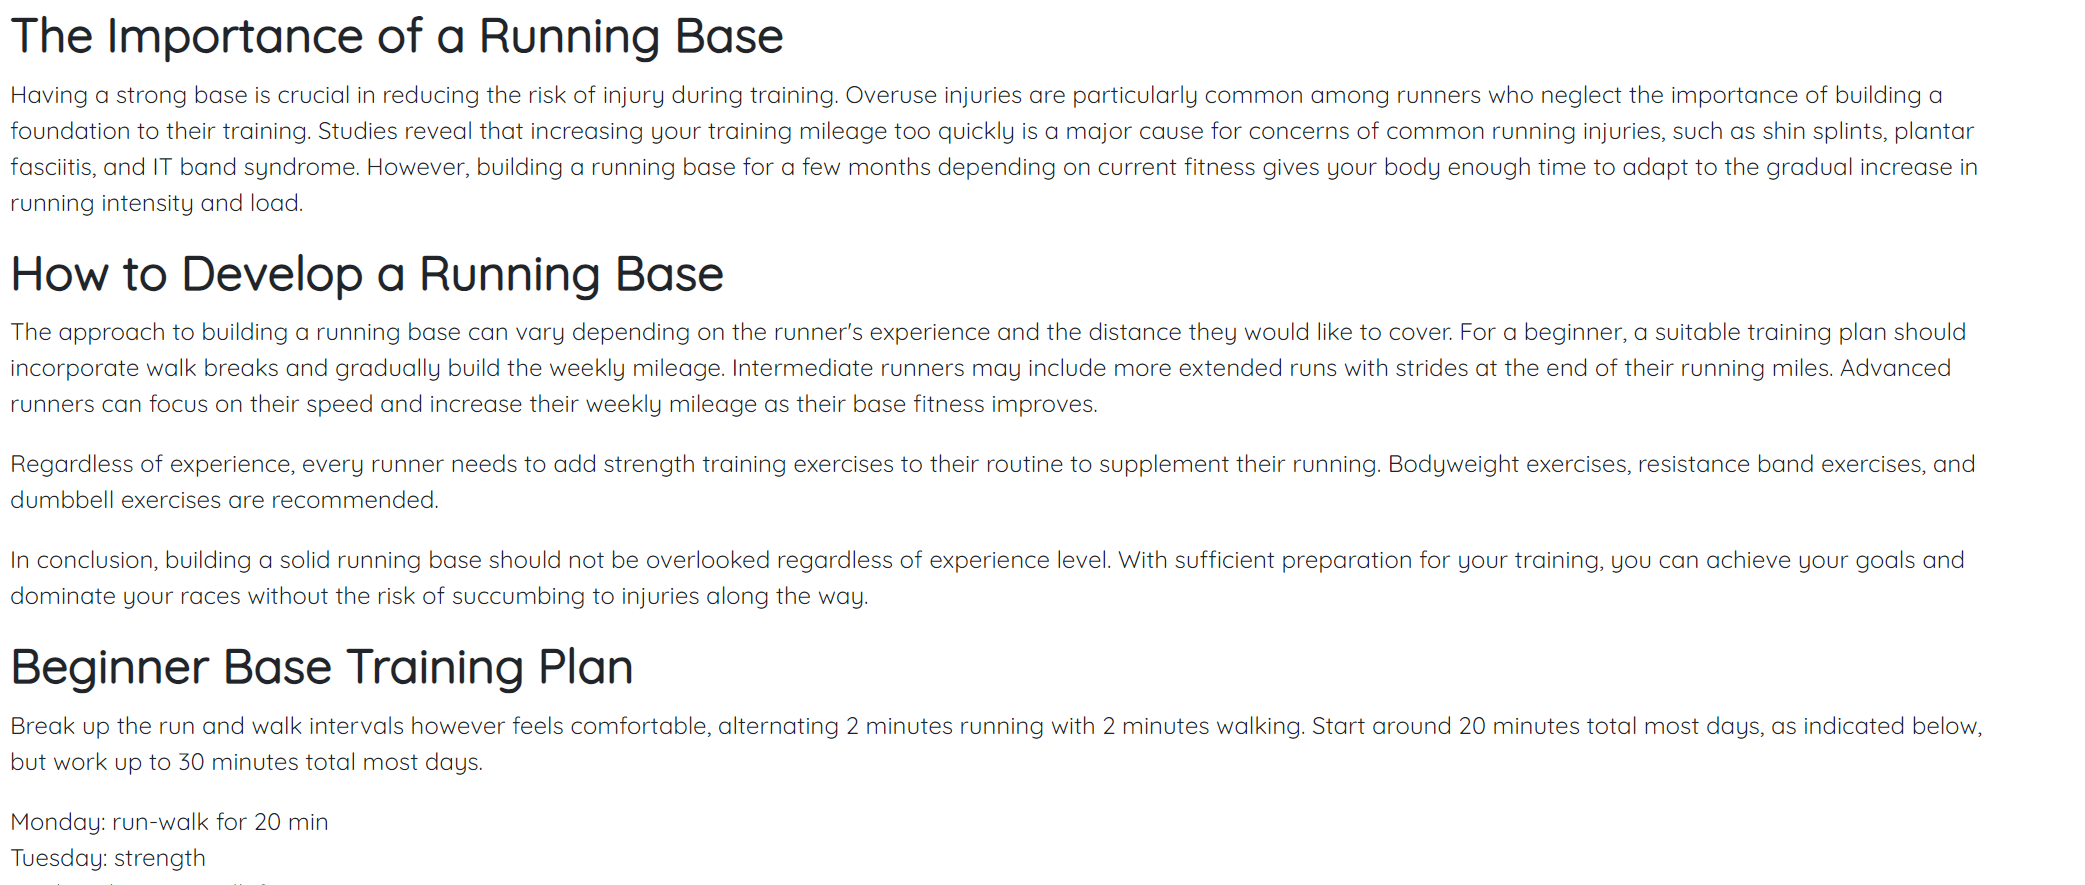 The Importance of a Running Base
Having a strong base is crucial in reducing the risk of injury during training. Overuse injuries are particularly common among runners who neglect the importance of building a
foundation to their training. Studies reveal that increasing your training mileage too quickly is a major cause for concerns of common running injuries, such as shin splints, plantar
fasciitis, and IT band syndrome. However, building a running base for a few months depending on current fitness gives your body enough time to adapt to the gradual increase in
running intensity and load.
How to Develop a Running Base
The approach to building a running base can vary depending on the runner's experience and the distance they would like to cover. For a beginner, a suitable training plan should
incorporate walk breaks and gradually build the weekly mileage. Intermediate runners may include more extended runs with strides at the end of their running miles. Advanced
runners can focus on their speed and increase their weekly mileage as their base fitness improves.
Regardless of experience, every runner needs to add strength training exercises to their routine to supplement their running. Bodyweight exercises, resistance band exercises, and
dumbbell exercises are recommended.
In conclusion, building a solid running base should not be overlooked regardless of experience level. With sufficient preparation for your training, you can achieve your goals and
dominate your races without the risk of succumbing to injuries along the way.
Beginner Base Training Plan
Break up the run and walk intervals however feels comfortable, alternating 2 minutes running with 2 minutes walking. Start around 20 minutes total most days, as indicated below,
but work up to 30 minutes total most days.
Monday: run-walk for 20 min
Tuesday: strength